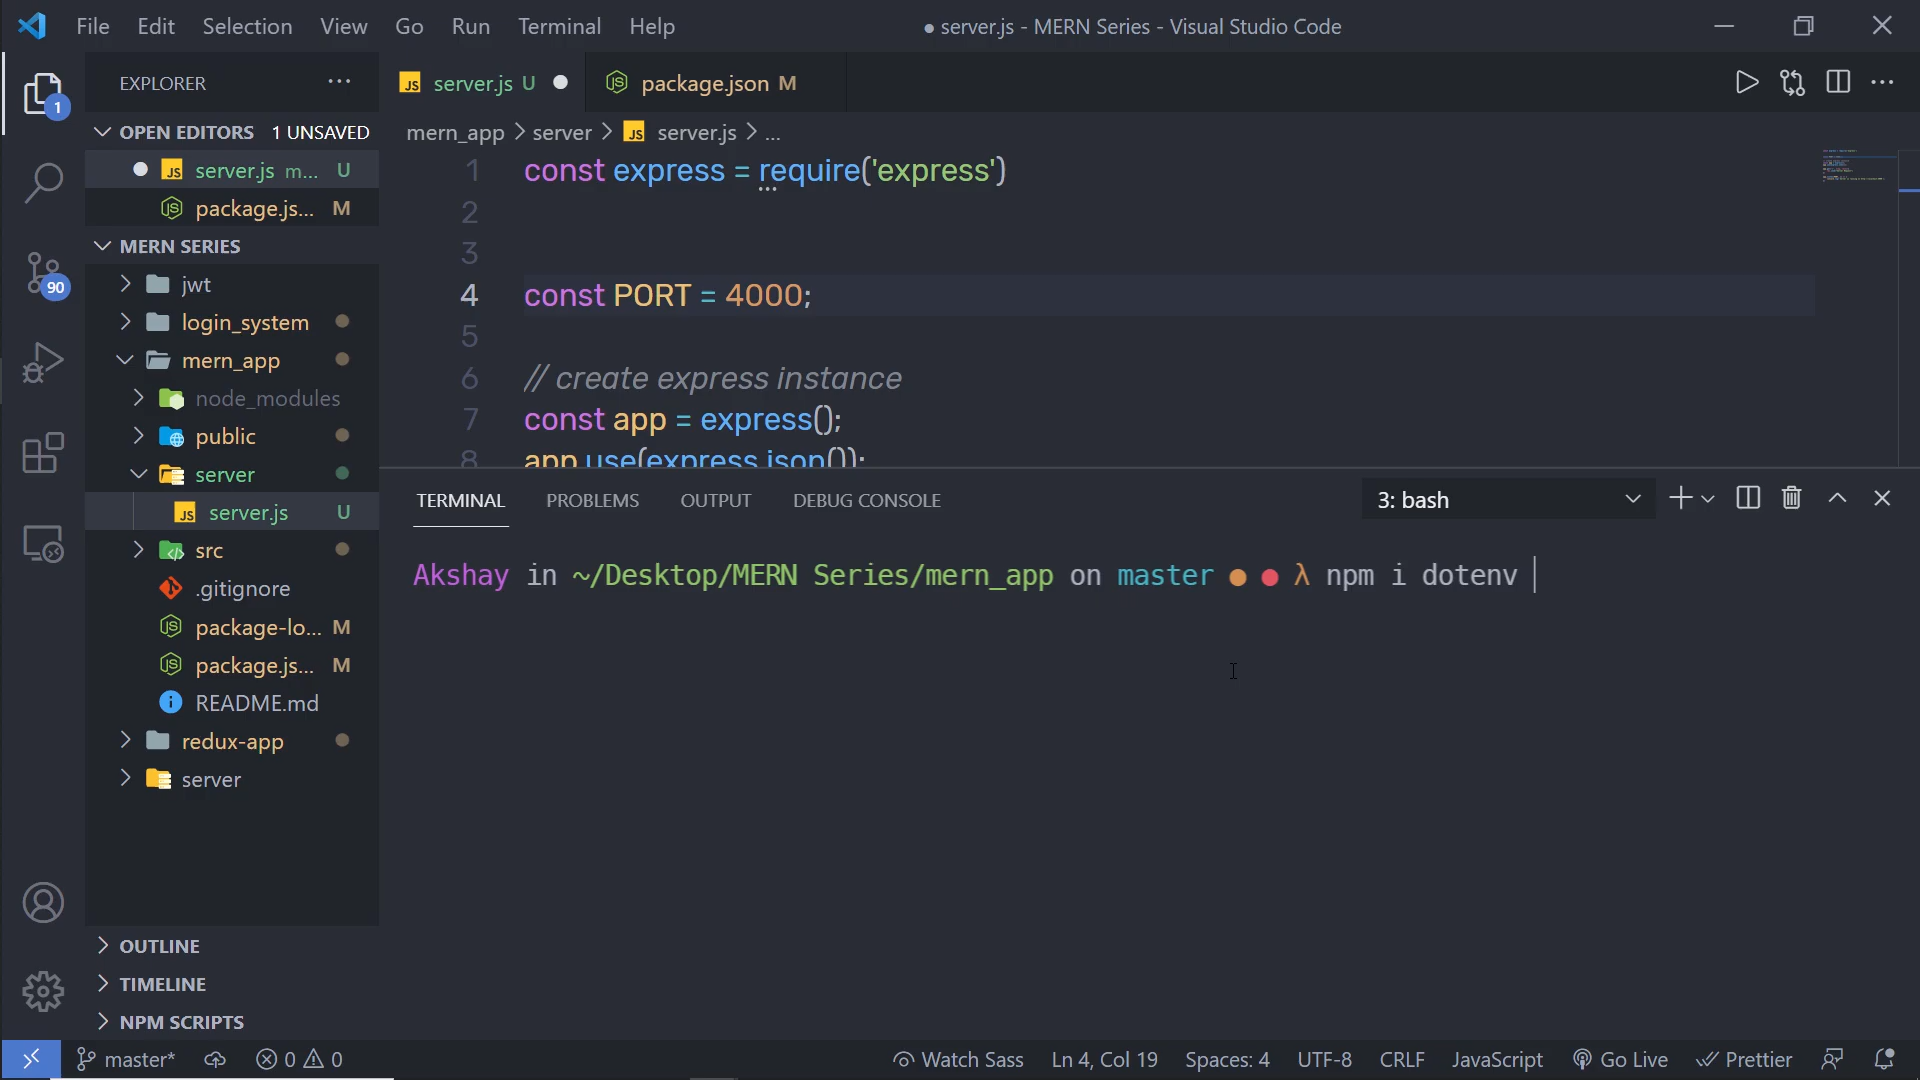 File Edit Selection View Go Run Terminal Help
● server.js - MERN Series - Visual Studio Code
EXPLORER ...
server.js U
package.json M
1
OPEN EDITORS 1 UNSAVED
server.js m... U
package.js... M
mern_app > server > server.js > ...
MERN SERIES
jwt
login_system
mern_app
node_modules
public
server
server.js U
src
.gitignore
package-lo... M
package.js... M
README.md
redux-app
server
90
OUTLINE
TIMELINE
NPM SCRIPTS
1 const express = require('express')
2
3
4 const PORT = 4000;
5
6 // create express instance
7 const app = express();
8 app.use(express.json());
TERMINAL PROBLEMS OUTPUT DEBUG CONSOLE 3: bash
Akshay in ~/Desktop/MERN Series/mern_app on master ● ● λ npm i dotenv
master* 0 0 Watch Sass Ln 4, Col 19 Spaces: 4 UTF-8 CRLF JavaScript Go Live Prettier